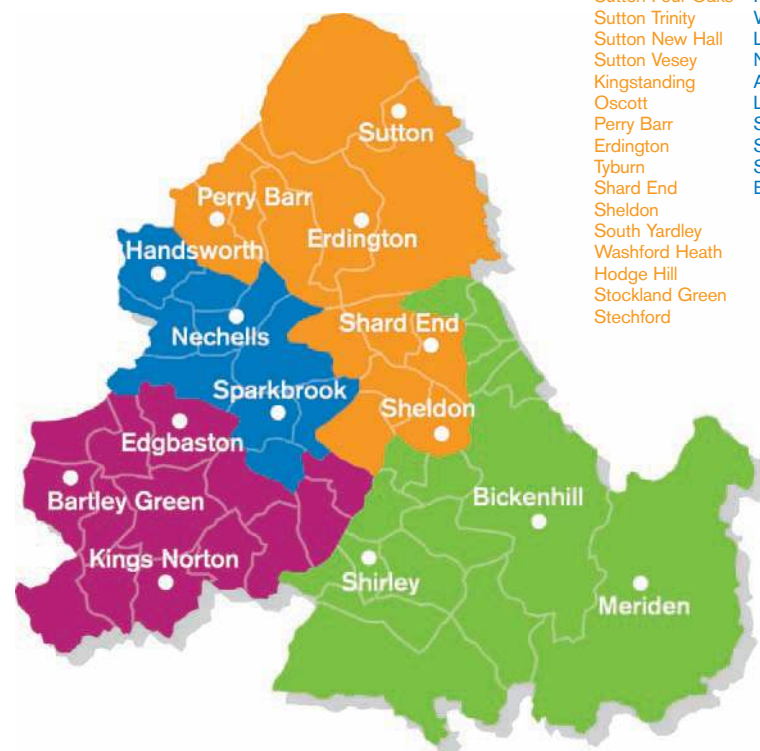 Sutton Trinity
Sutton New Hall
Sutton Vesey
Kingstanding
Oscott
Perry Barr
Erdington
Tyburn
Shard End
Sheldon
South Yardley
Washford Heath
Hodge Hill
Stockland Green
Stechford
Sutton
Perry Barr
Erdington
Handsworth
Nechells
Shard End
Sparkbrook
Sheldon
Edgbaston
Bartley Green
Bickenhill
Kings Norton
Shirley
Meriden